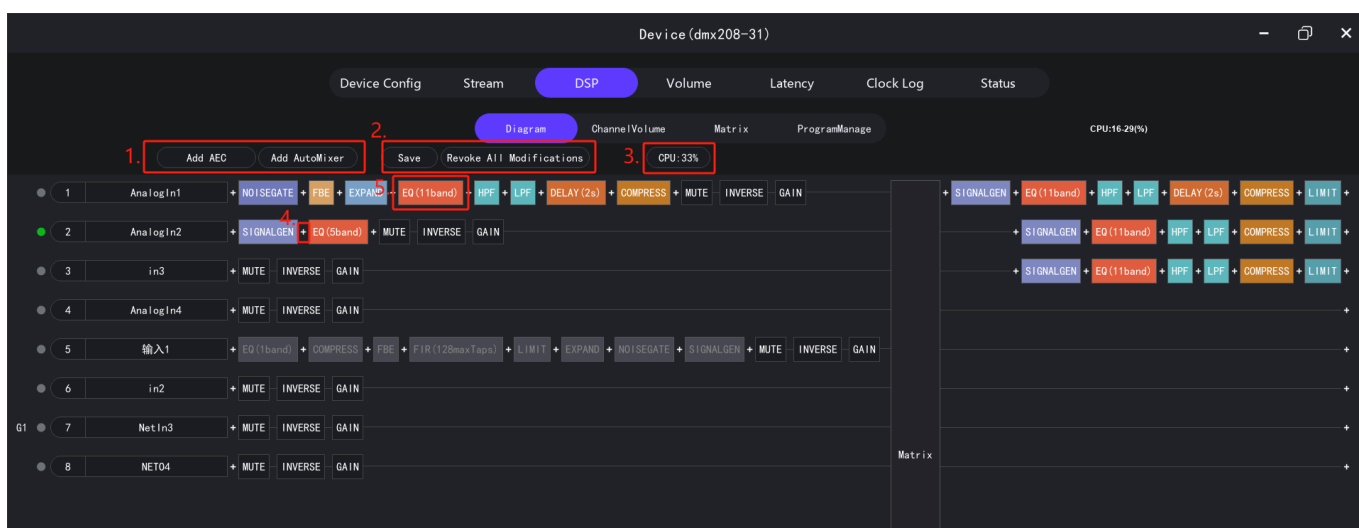 Device(dmx208-31)
Device Config Stream DSP Volume Latency Clock Log Status
Diagram ChannelVolume Matrix ProgramManage CPU:16-29(%)
1. Add AEC Add AutoMixer 2. Save Revoke All Modifications 3. CPU:33%
1 AnalogIn1 + NOISEGATE + FBE + EXPAND 5. EQ(11band) + HPF + LPF + DELAY(2s) + COMPRESS + MUTE INVERSE GAIN + SIGNALGEN + EQ(11band) + HPF + LPF + DELAY(2s) + COMPRESS + LIMIT +
2 AnalogIn2 + SIGNALGEN 4. + EQ(5band) + MUTE INVERSE GAIN + SIGNALGEN + EQ(11band) + HPF + LPF + COMPRESS + LIMIT +
3 in3 + MUTE INVERSE GAIN + SIGNALGEN + EQ(11band) + HPF + LPF + COMPRESS + LIMIT +
4 AnalogIn4 + MUTE INVERSE GAIN +
5 输入1 + EQ(1band) + COMPRESS + FBE + FIR(128maxTaps) + LIMIT + EXPAND + NOISEGATE + SIGNALGEN + MUTE INVERSE GAIN +
6 in2 + MUTE INVERSE GAIN +
G1 7 NetIn3 + MUTE INVERSE GAIN +
8 NETO4 + MUTE INVERSE GAIN +
Matrix